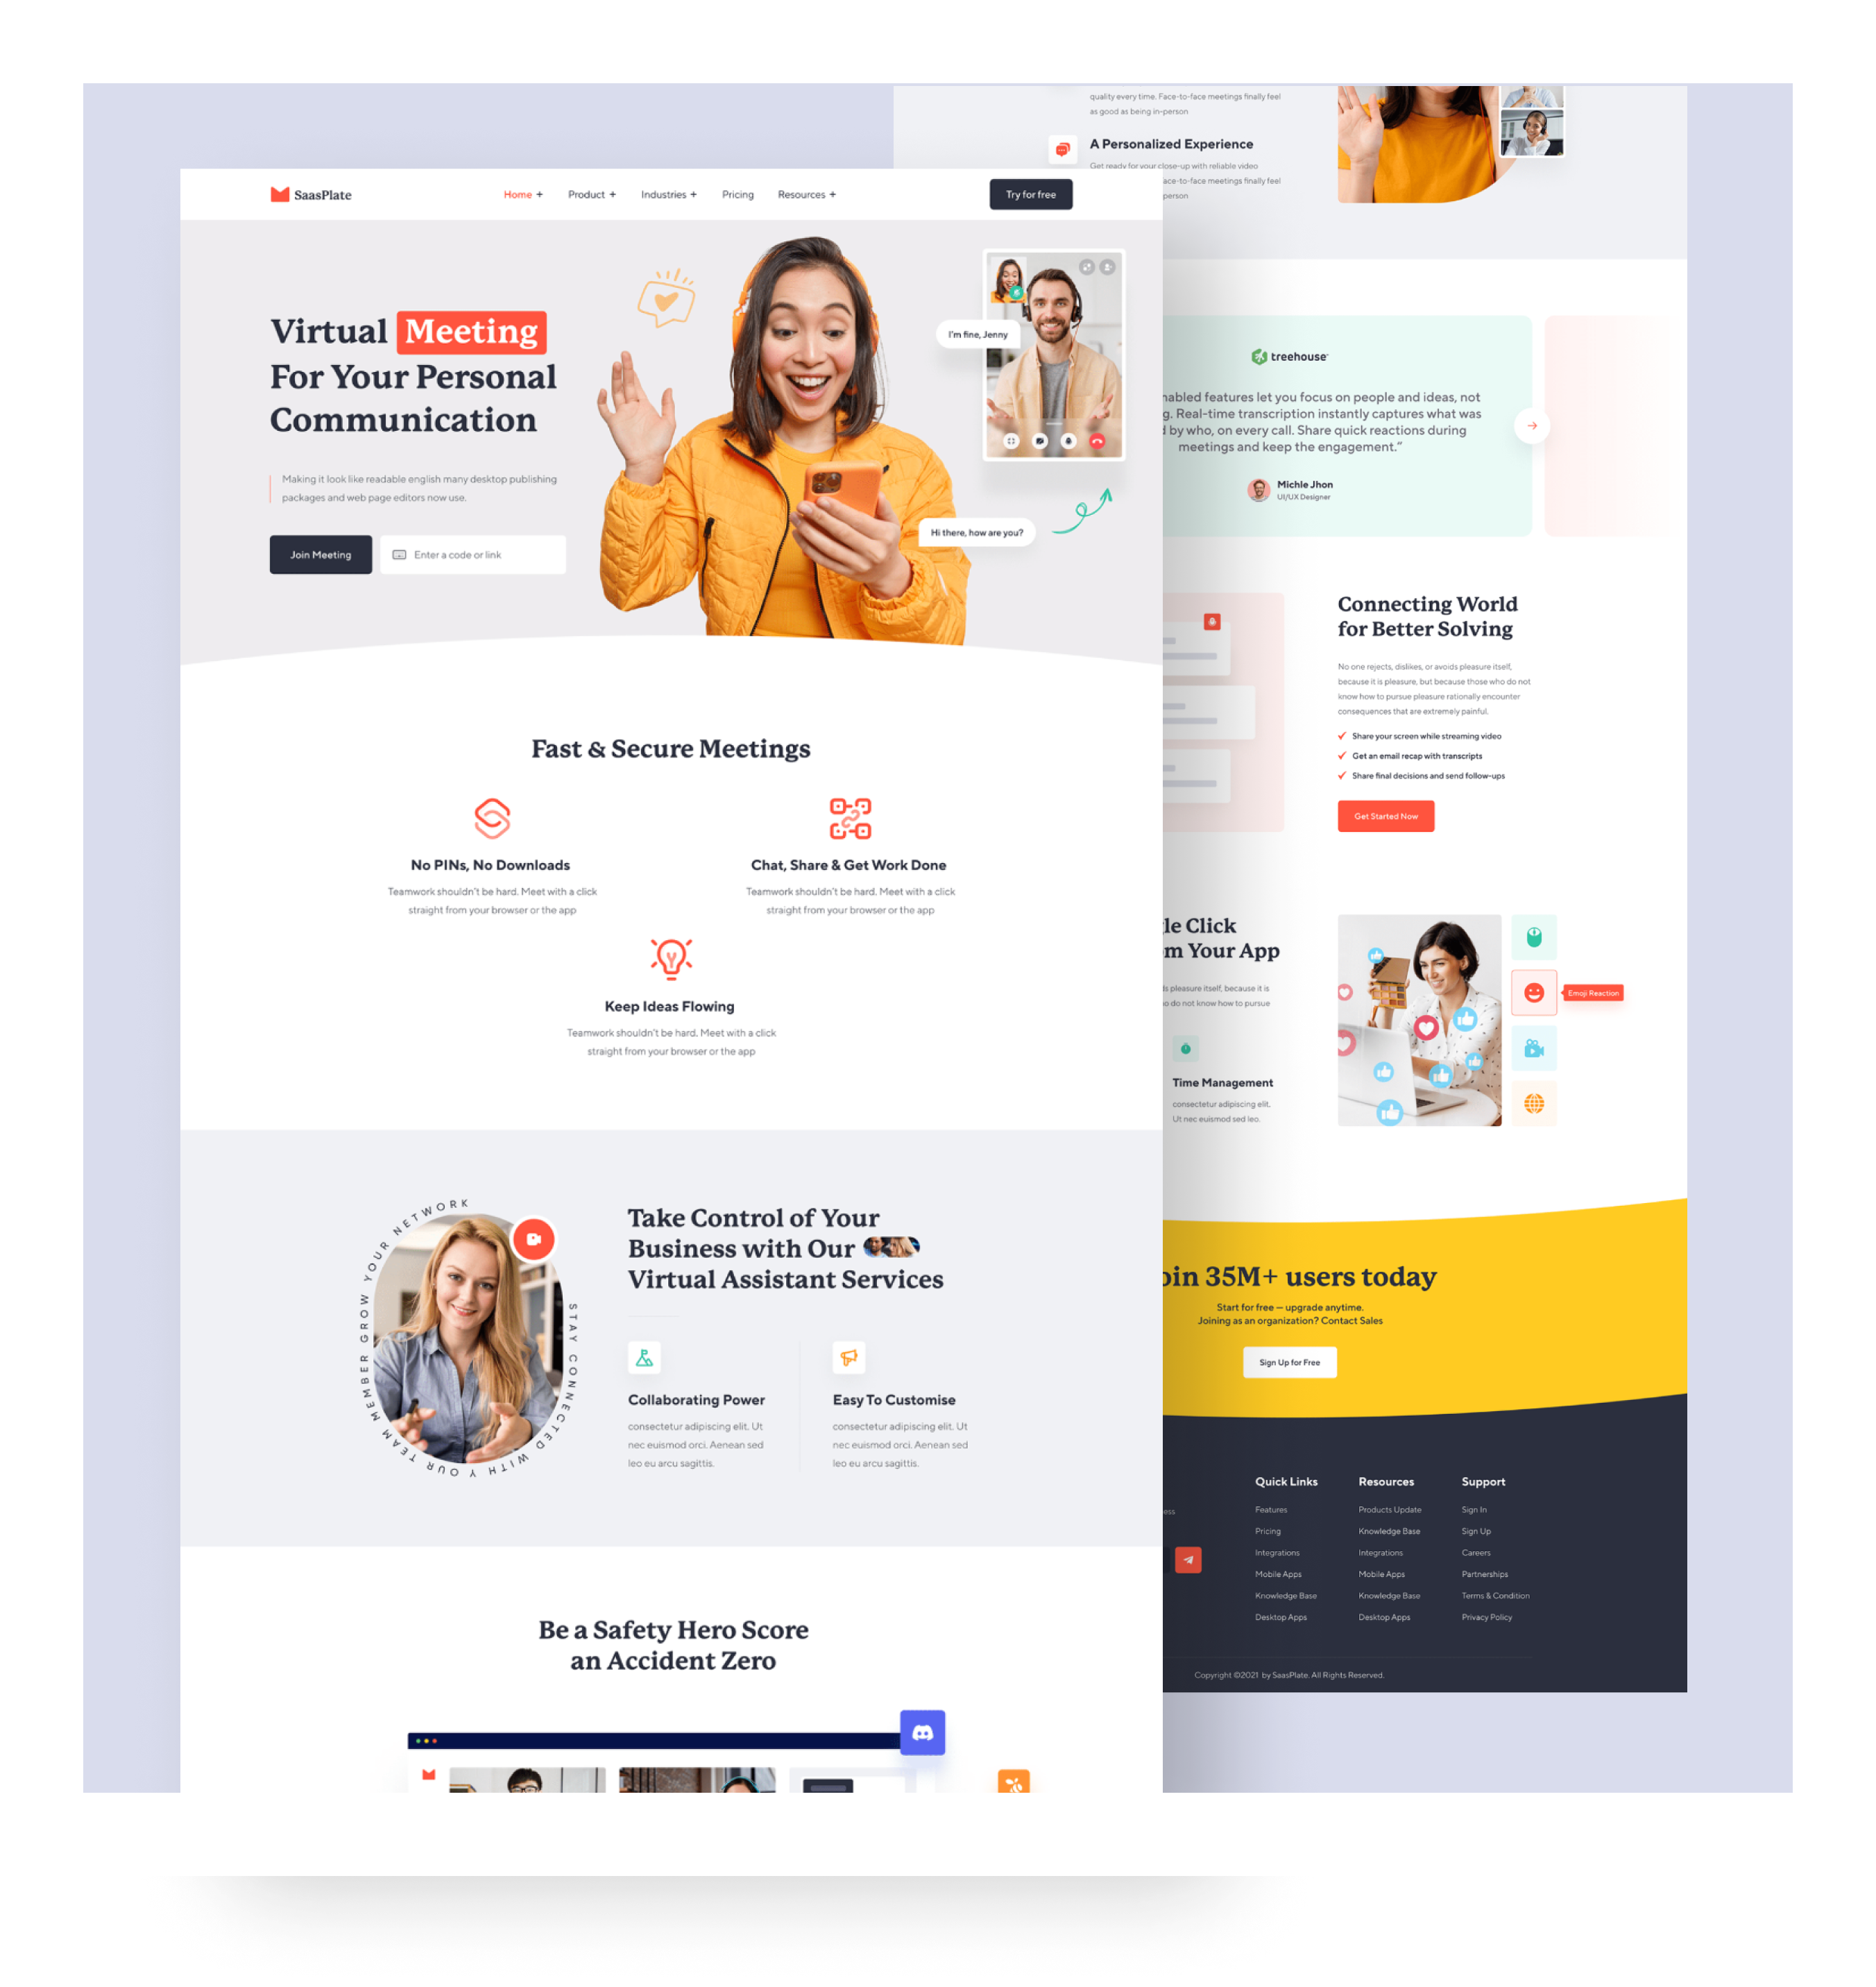 SaasPlate
Home +
Product +
Industries +
Pricing
Resources +
Try for free
Virtual Meeting
For Your Personal
Communication
Making it look like readable english many desktop publishing
packages and web page editors now use.
Join Meeting
Enter a code or link
I'm fine, Jenny
Hi there, how are you?
Fast & Secure Meetings
No PINs, No Downloads
Teamwork shouldn't be hard. Meet with a click
straight from your browser or the app
Chat, Share & Get Work Done
Teamwork shouldn't be hard. Meet with a click
straight from your browser or the app
Keep Ideas Flowing
Teamwork shouldn't be hard. Meet with a click
straight from your browser or the app
MEMBER GROW YOUR NETWORK
STAY CONNECTED WITH YOUR TEAM
Take Control of Your
Business with Our
Virtual Assistant Services
Collaborating Power
consectetur adipiscing elit. Ut
nec euismod orci. Aenean sed
leo eu arcu sagittis.
Easy To Customise
consectetur adipiscing elit. Ut
nec euismod orci. Aenean sed
leo eu arcu sagittis.
Be a Safety Hero Score
an Accident Zero
quality every time. Face-to-face meetings finally feel
as good as being in-person
A Personalized Experience
Get ready for your close-up with reliable video
ace-to-face meetings finally feel
person
treehouse
abled features let you focus on people and ideas, not
g. Real-time transcription instantly captures what was
by who, on every call. Share quick reactions during
meetings and keep the engagement.”
Michle Jhon
UI/UX Designer
Connecting World
for Better Solving
No one rejects, dislikes, or avoids pleasure itself,
because it is pleasure, but because those who do not
know how to pursue pleasure rationally encounter
consequences that are extremely painful.
Share your screen while streaming video
Get an email recap with transcripts
Share final decisions and send follow-ups
Get Started Now
le Click
m Your App
s pleasure itself, because it is
o do not know how to pursue
Time Management
consectetur adipiscing elit.
Ut nec euismod sed leo.
Emoji Reaction
oin 35M+ users today
Start for free — upgrade anytime.
Joining as an organization? Contact Sales
Sign Up for Free
ess
Quick Links
Features
Pricing
Integrations
Mobile Apps
Knowledge Base
Desktop Apps
Resources
Products Update
Knowledge Base
Integrations
Mobile Apps
Knowledge Base
Desktop Apps
Support
Sign In
Sign Up
Careers
Partnerships
Terms & Condition
Privacy Policy
Copyright ©2021 by SaasPlate. All Rights Reserved.